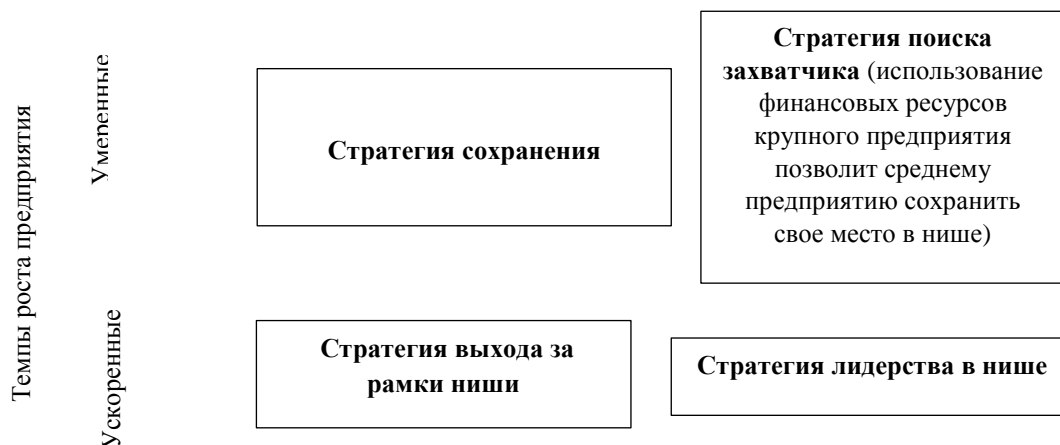 Темпы роста предприятия
Умеренные
Стратегия сохранения
Стратегия поиска
захватчика (использование
финансовых ресурсов
крупного предприятия
позволит среднему
предприятию сохранить
свое место в нише)
Ускоренные
Стратегия выхода за
рамки ниши
Стратегия лидерства в нише